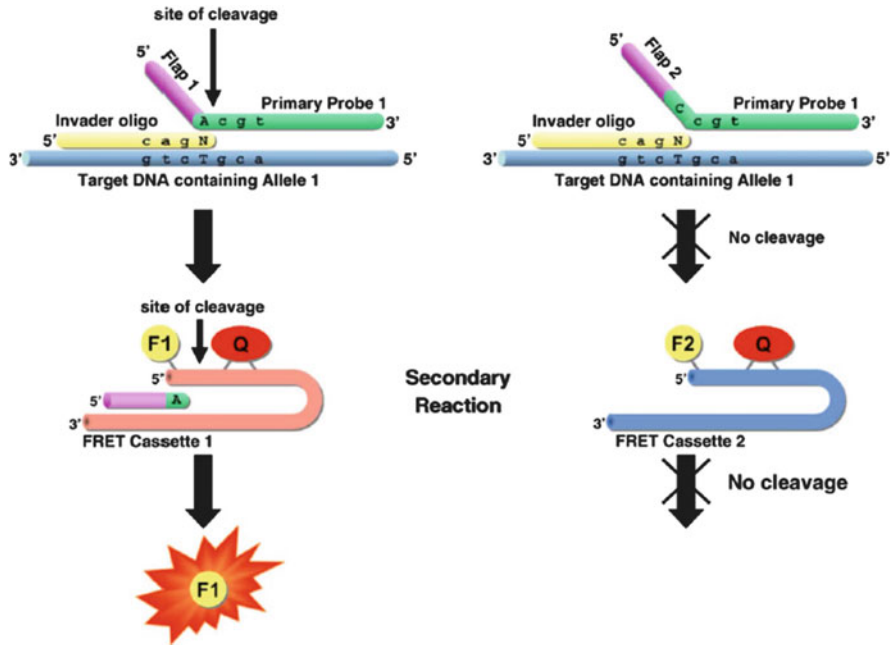 site of cleavage
5’
Flap 1
A c g t
Primary Probe 1
3’
Invader oligo
5’
c a g N
3’
g t c T g c a
5’
Target DNA containing Allele 1
site of cleavage
F1
Q
5’
5’
A
3’
FRET Cassette 1
F1
5’
Flap 2
C
c g t
Primary Probe 1
3’
Invader oligo
5’
c a g N
3’
g t c T g c a
5’
Target DNA containing Allele 1
No cleavage
Secondary
Reaction
F2
Q
5’
3’
FRET Cassette 2
No cleavage